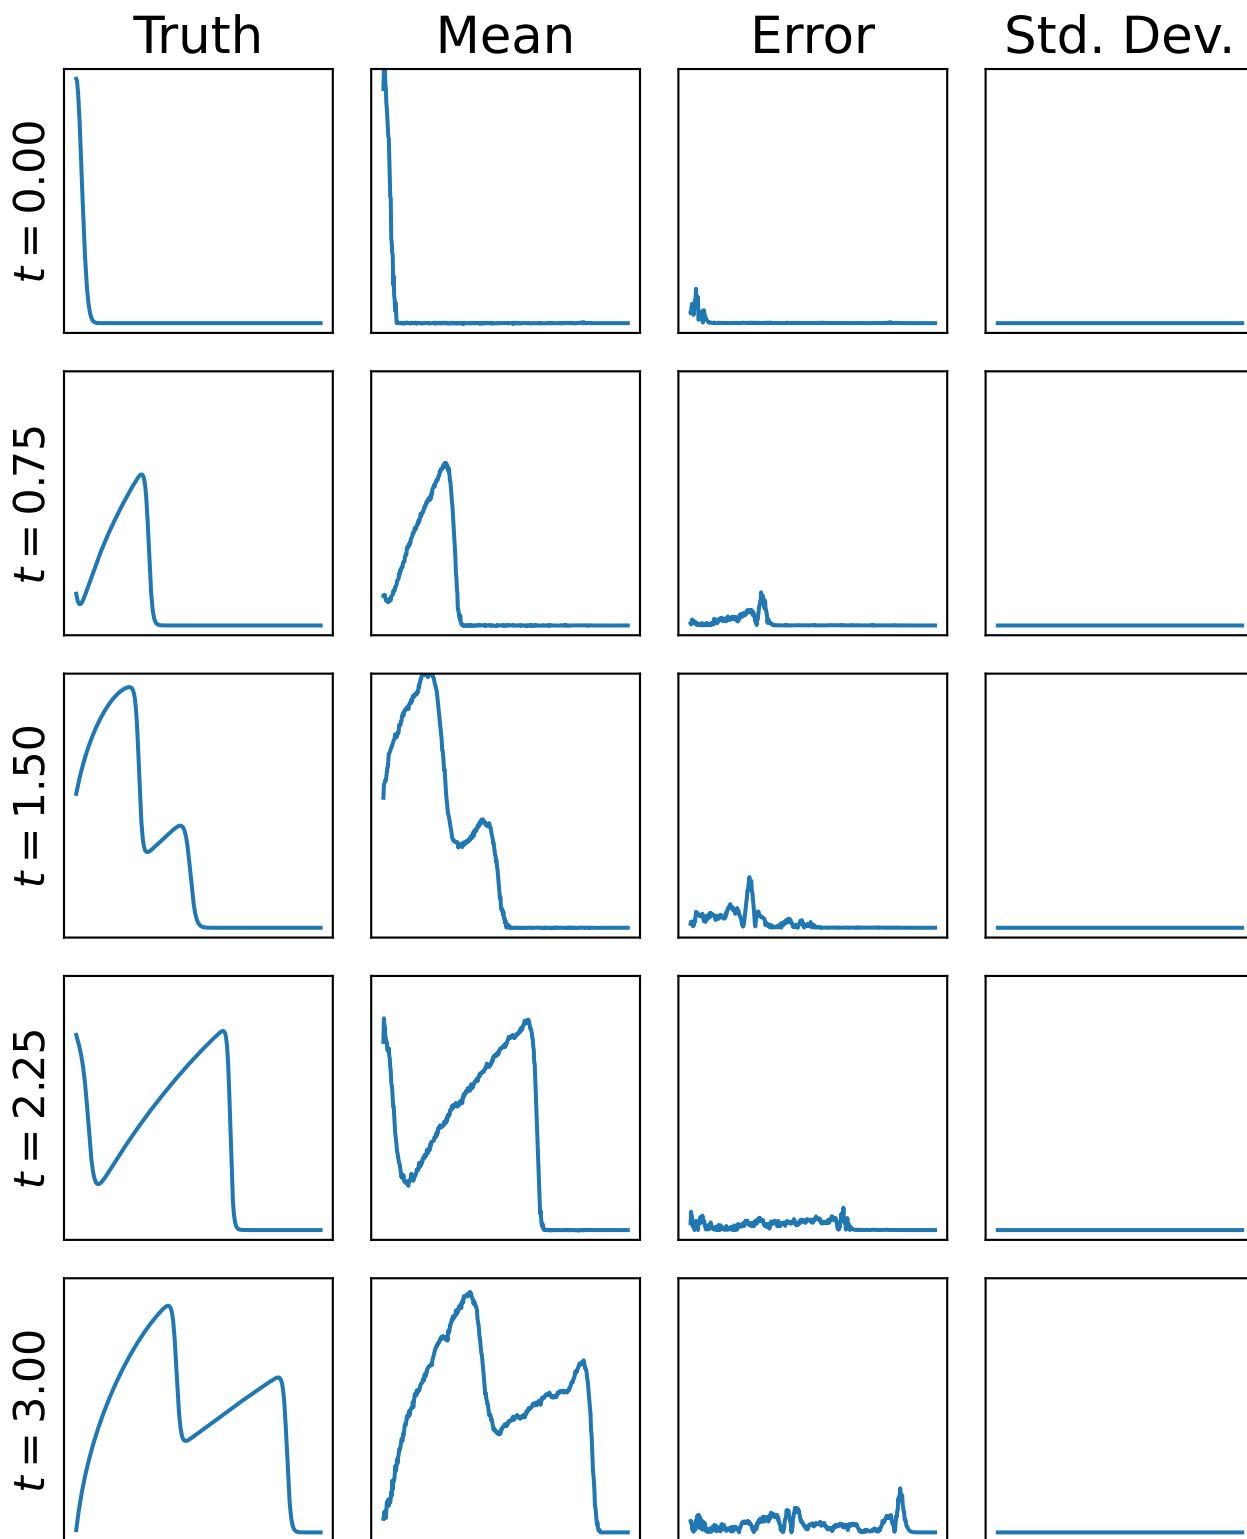 Truth Mean Error Std. Dev.
t = 0.00
t = 0.75
t = 1.50
t = 2.25
t = 3.00